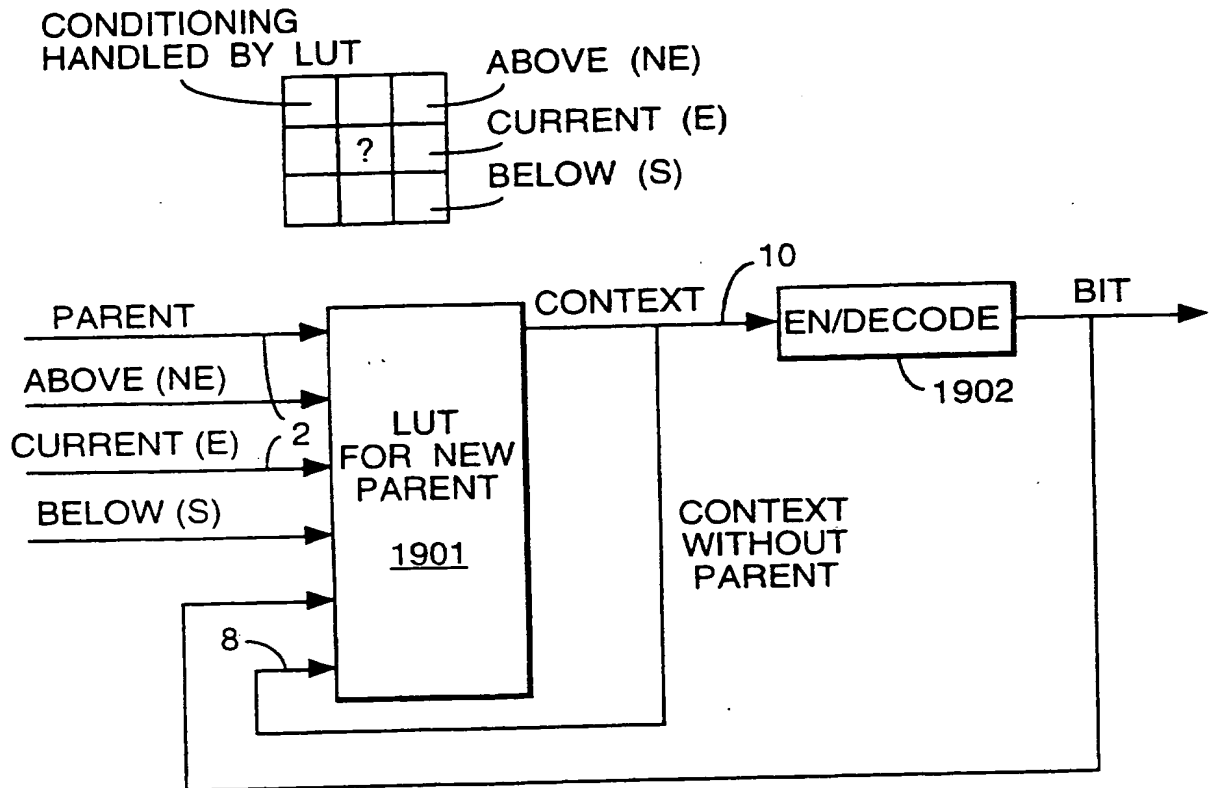 CONDITIONING
HANDLED BY LUT
ABOVE (NE)
CURRENT (E)
?
BELOW (S)
10
PARENT
CONTEXT
BIT
EN/DECODE
ABOVE (NE)
1902
CURRENT (E)
2
LUT
FOR NEW
PARENT
BELOW (S)
CONTEXT
WITHOUT
PARENT
1901
8